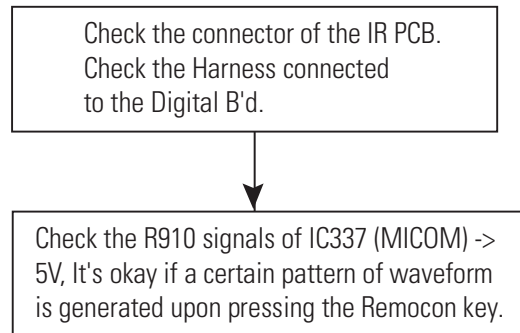 Check the connector of the IR PCB.
Check the Harness connected
to the Digital B'd.
Check the R910 signals of IC337 (MICOM) ->
5V, It's okay if a certain pattern of waveform
is generated upon pressing the Remocon key.